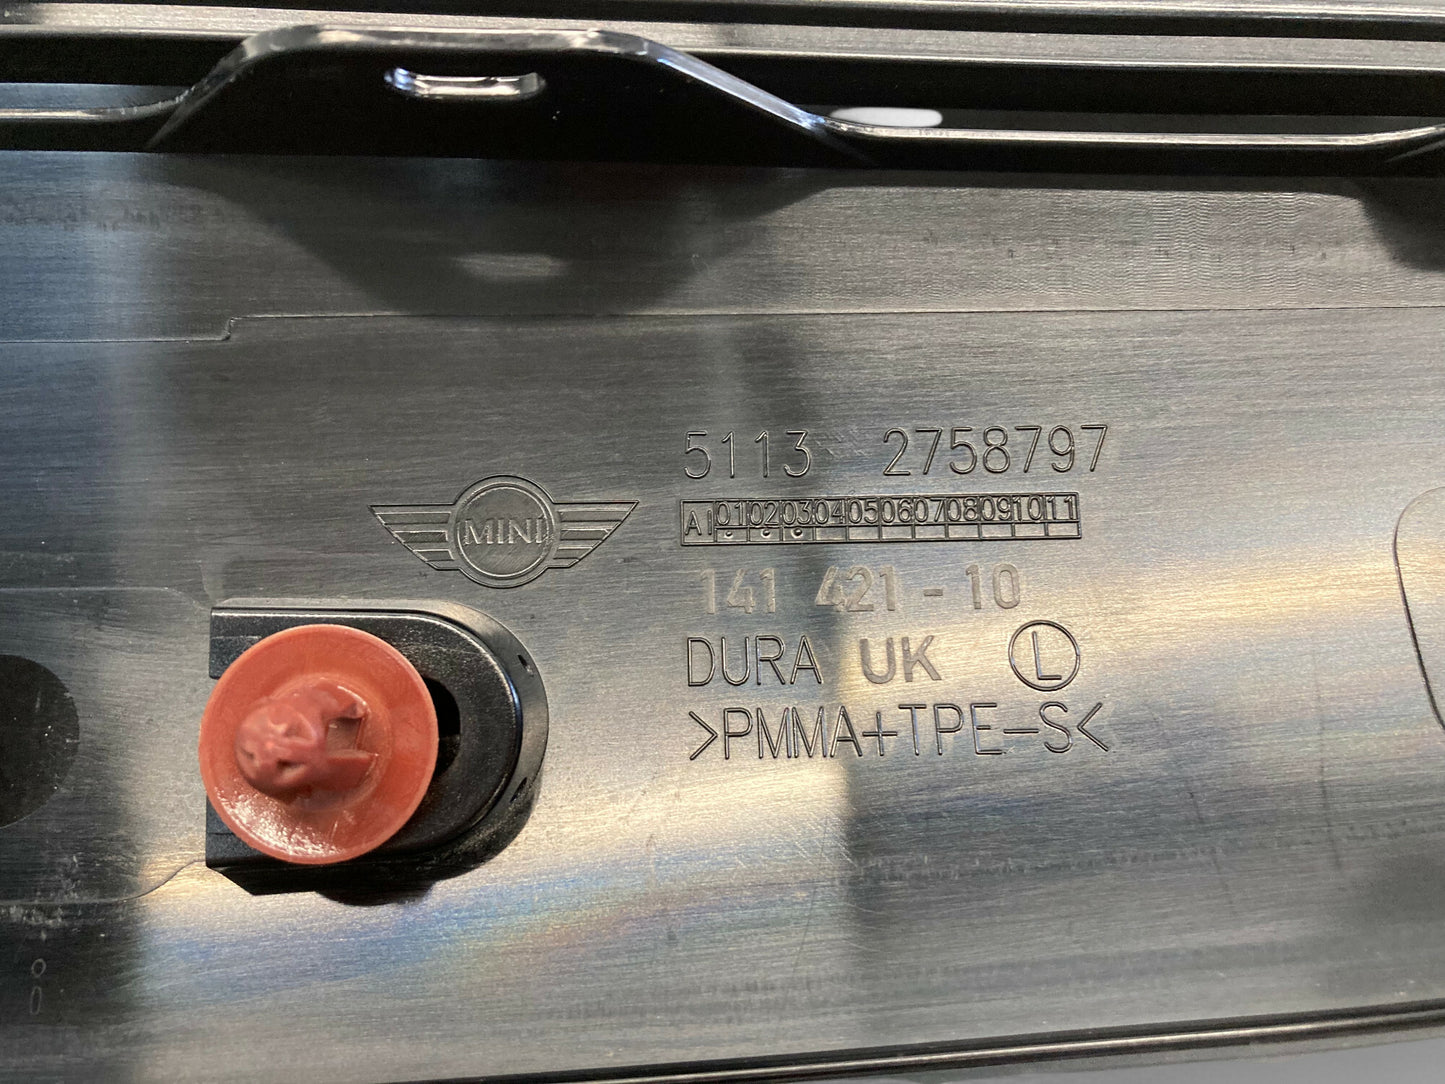 5113 2758797
MINI
AI 01 02 03 04 05 06 07 08 09 10 11
141 421 - 10
DURA UK L
>PMMA+TPE-S<